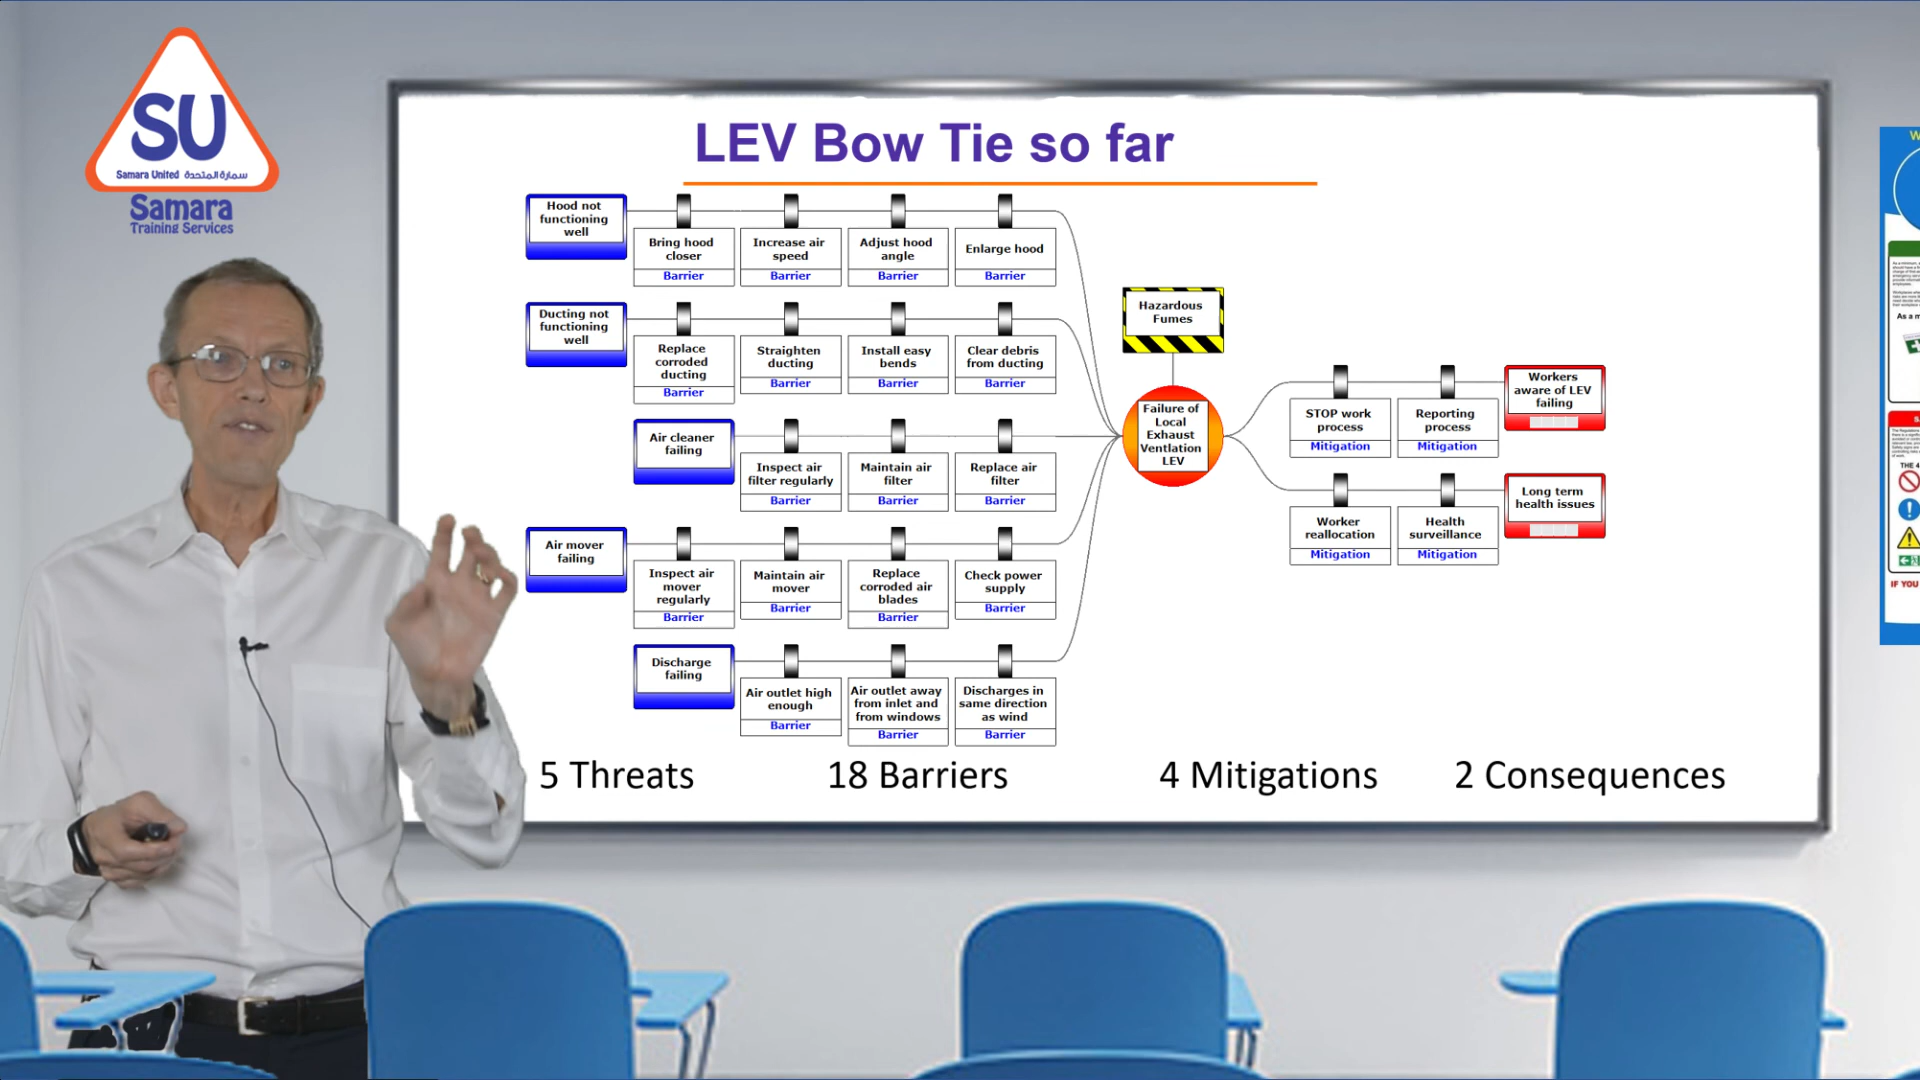 SU
Samara United سمارة المتحدة
Samara
Training Services
LEV Bow Tie so far
Hood not
functioning
well
Bring hood
closer
Barrier
Increase air
speed
Barrier
Adjust hood
angle
Barrier
Enlarge hood
Barrier
Ducting not
functioning
well
Replace
corroded
ducting
Barrier
Straighten
ducting
Barrier
Install easy
bends
Barrier
Clear debris
from ducting
Barrier
Air cleaner
failing
Inspect air
filter regularly
Barrier
Maintain air
filter
Barrier
Replace air
filter
Barrier
Air mover
failing
Inspect air
mover
regularly
Barrier
Maintain air
mover
Barrier
Replace
corroded air
blades
Barrier
Check power
supply
Barrier
Discharge
failing
Air outlet high
enough
Barrier
Air outlet away
from inlet and
from windows
Barrier
Discharges in
same direction
as wind
Barrier
Hazardous
Fumes
Failure of
Local
Exhaust
Ventlation
LEV
STOP work
process
Mitigation
Reporting
process
Mitigation
Workers
aware of LEV
failing
Worker
reallocation
Mitigation
Health
surveillance
Mitigation
Long term
health issues
5 Threats
18 Barriers
4 Mitigations
2 Consequences
As a m
THE 4
IF YOU